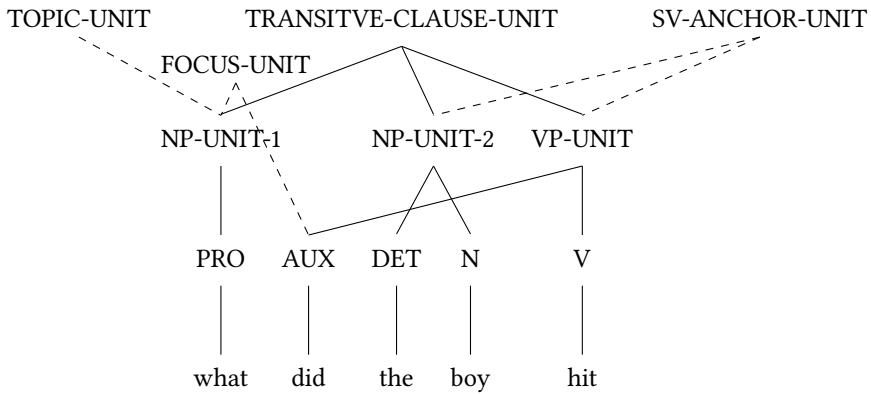 TOPIC-UNIT TRANSITVE-CLAUSE-UNIT SV-ANCHOR-UNIT
FOCUS-UNIT
NP-UNIT-1 NP-UNIT-2 VP-UNIT
PRO AUX DET N V
what did the boy hit